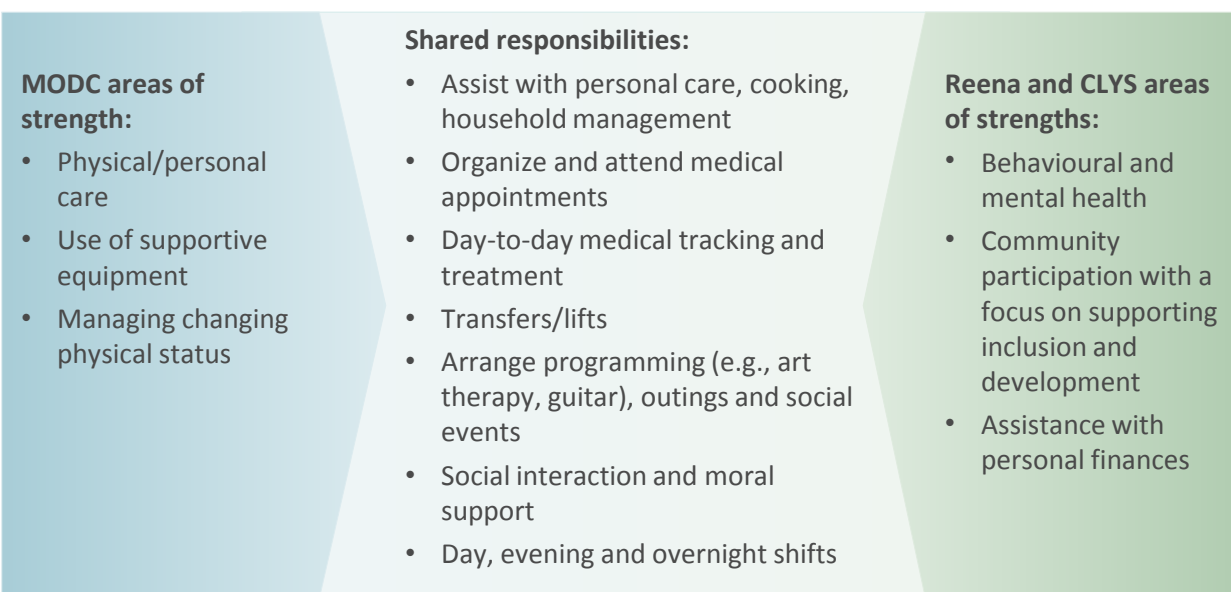 MODC areas of
strength:
• Physical/personal
care
• Use of supportive
equipment
• Managing changing
physical status
Shared responsibilities:
• Assist with personal care, cooking,
household management
• Organize and attend medical
appointments
• Day-to-day medical tracking and
treatment
• Transfers/lifts
• Arrange programming (e.g., art
therapy, guitar), outings and social
events
• Social interaction and moral
support
• Day, evening and overnight shifts
Reena and CLYS areas
of strengths:
• Behavioural and
mental health
• Community
participation with a
focus on supporting
inclusion and
development
• Assistance with
personal finances